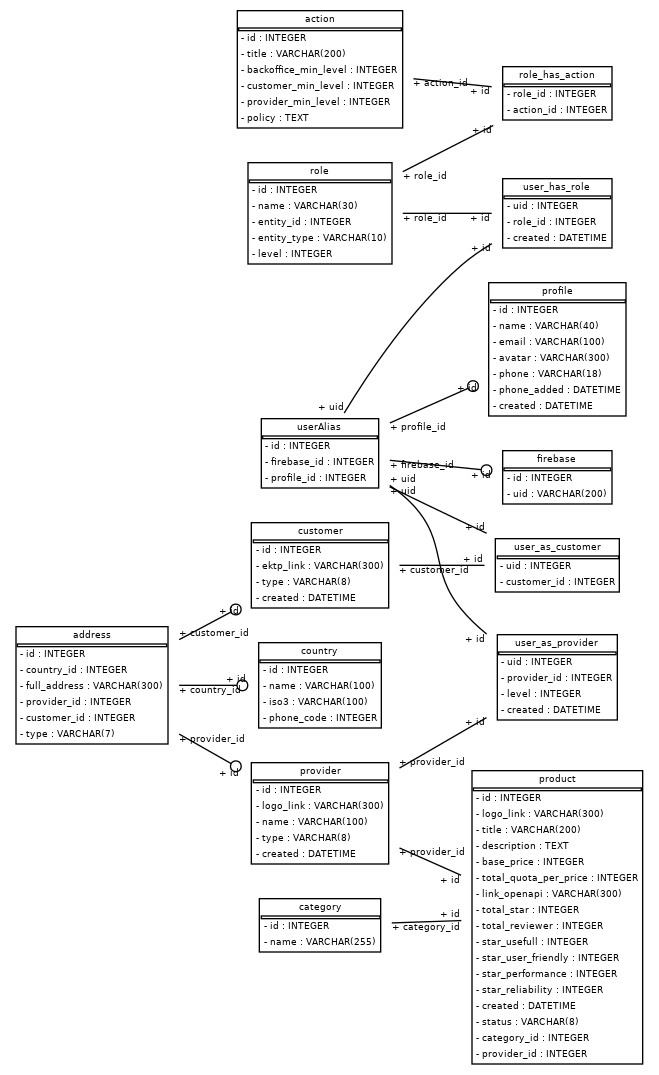 action
- id : INTEGER
- title : VARCHAR(200)
- backoffice_min_level : INTEGER
- customer_min_level : INTEGER
- provider_min_level : INTEGER
- policy : TEXT
+ action_id
+ id
role_has_action
- role_id : INTEGER
- action_id : INTEGER
+ id
+ role_id
role
- id : INTEGER
- name : VARCHAR(30)
- entity_id : INTEGER
- entity_type : VARCHAR(10)
- level : INTEGER
+ role_id
+ id
user_has_role
- uid : INTEGER
- role_id : INTEGER
- created : DATETIME
+ id
+ uid
profile
- id : INTEGER
- name : VARCHAR(40)
- email : VARCHAR(100)
- avatar : VARCHAR(300)
- phone : VARCHAR(18)
- phone_added : DATETIME
- created : DATETIME
+ id
+ profile_id
userAlias
- id : INTEGER
- firebase_id : INTEGER
- profile_id : INTEGER
+ firebase_id
+ id
+ uid
+ uid
firebase
- id : INTEGER
- uid : VARCHAR(200)
+ id
customer
- id : INTEGER
- ektp_link : VARCHAR(300)
- type : VARCHAR(8)
- created : DATETIME
+ id
+ customer_id
user_as_customer
- uid : INTEGER
- customer_id : INTEGER
+ id
+ customer_id
address
- id : INTEGER
- country_id : INTEGER
- full_address : VARCHAR(300)
- provider_id : INTEGER
- customer_id : INTEGER
- type : VARCHAR(7)
+ id
+ country_id
country
- id : INTEGER
- name : VARCHAR(100)
- iso3 : VARCHAR(100)
- phone_code : INTEGER
+ id
user_as_provider
- uid : INTEGER
- provider_id : INTEGER
- level : INTEGER
- created : DATETIME
+ id
+ provider_id
+ provider_id
+ id
provider
- id : INTEGER
- logo_link : VARCHAR(300)
- name : VARCHAR(100)
- type : VARCHAR(8)
- created : DATETIME
+ provider_id
+ id
category
- id : INTEGER
- name : VARCHAR(255)
+ id
+ category_id
product
- id : INTEGER
- logo_link : VARCHAR(300)
- title : VARCHAR(200)
- description : TEXT
- base_price : INTEGER
- total_quota_per_price : INTEGER
- link_openapi : VARCHAR(300)
- total_star : INTEGER
- total_reviewer : INTEGER
- star_usefull : INTEGER
- star_user_friendly : INTEGER
- star_performance : INTEGER
- star_reliability : INTEGER
- created : DATETIME
- status : VARCHAR(8)
- category_id : INTEGER
- provider_id : INTEGER